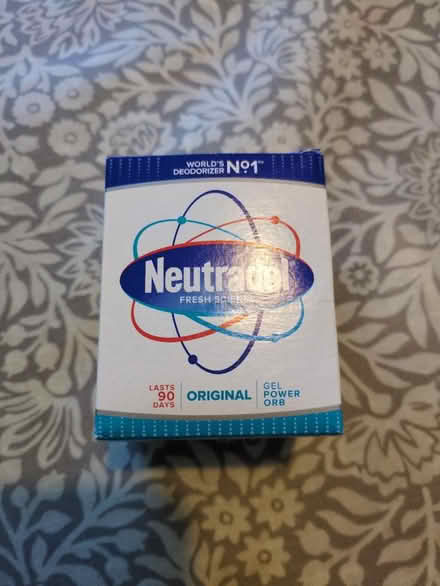 WORLD'S
DEODORIZER Nº1
Neutradol
FRESH SCIENCE
LASTS
90
DAYS
ORIGINAL
GEL
POWER
ORB